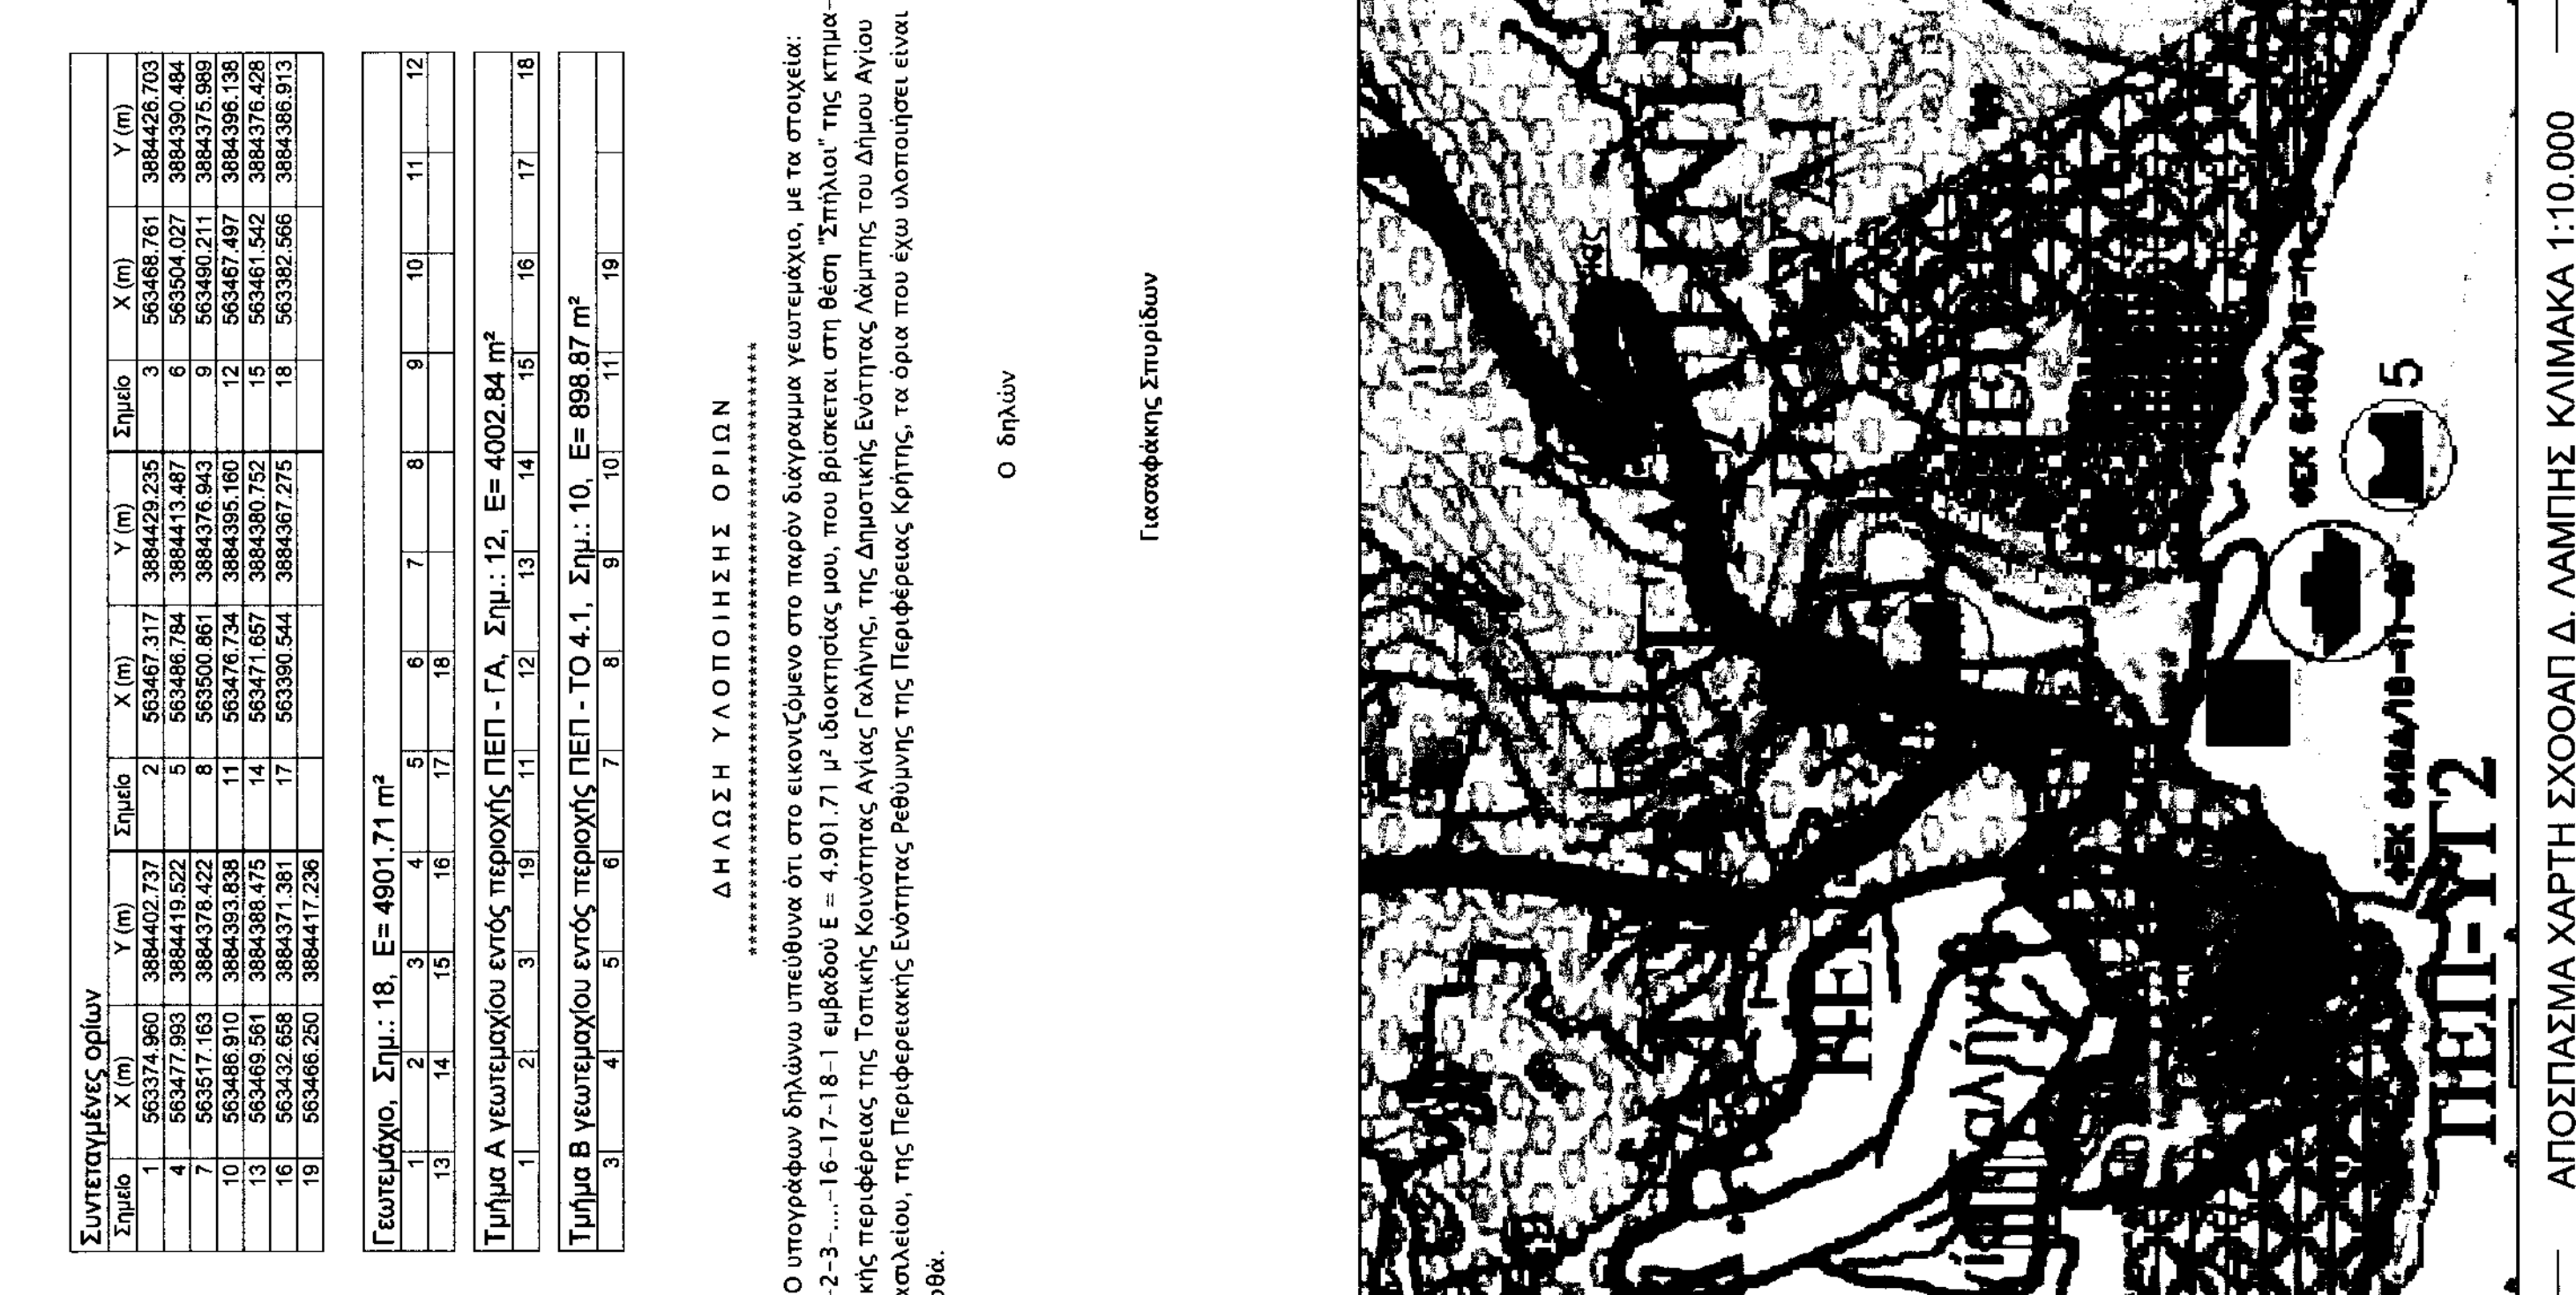 Συντεταγμένες ορίων
Σημείο X (m) Y (m) Σημείο X (m) Y (m) Σημείο X (m) Y (m)
1 563374.960 3884402.737 2 563467.317 3884429.235 3 563468.761 3884426.703
4 563477.993 3884419.522 5 563486.784 3884413.487 6 563504.027 3884390.484
7 563517.163 3884378.422 8 563500.861 3884376.943 9 563490.211 3884375.989
10 563486.910 3884393.838 11 563476.734 3884395.160 12 563467.497 3884396.138
13 563469.561 3884388.475 14 563471.657 3884380.752 15 563461.542 3884376.428
16 563432.658 3884371.381 17 563390.544 3884367.275 18 563382.566 3884386.913
19 563466.250 3884417.236
Γεωτεμάχιο, Σημ.: 18, Ε= 4901.71 m²
1 2 3 4 5 6 7 8 9 10 11 12
13 14 15 16 17 18
Τμήμα Α γεωτεμαχίου εντός περιοχής ΠΕΠ - ΓΑ, Σημ.: 12, Ε= 4002.84 m²
1 2 3 19 11 12 13 14 15 16 17 18
Τμήμα Β γεωτεμαχίου εντός περιοχής ΠΕΠ - ΤΟ 4.1, Σημ.: 10, Ε= 898.87 m²
3 4 5 6 7 8 9 10 11 19
ΔΗΛΩΣΗ ΥΛΟΠΟΙΗΣΗΣ ΟΡΙΩΝ
Ο υπογράφων δηλώνω υπεύθυνα ότι στο εικονιζόμενο στο παρόν διάγραμμα γεωτεμάχιο, με τα στοιχεία:
-2-3-....-16-17-18-1 εμβαδού Ε = 4.901.71 μ² ιδιοκτησίας μου, που βρίσκεται στη θέση "Σπήλιοι" της κτημα-
κής περιφέρειας της Τοπικής Κοινότητας Αγίας Γαλήνης, της Δημοτικής Ενότητας Λάμπης του Δήμου Αγίου
χσιλείου, της Περιφερειακής Ενότητας Ρεθύμνης της Περιφέρειας Κρήτης, τα όρια που έχω υλοποιήσει είναι
ρθά.
Ο δηλών
Γιασαφάκης Σπυρίδων
5
ΠΕΠ-ΥΤ2
ΑΠΟΣΠΑΣΜΑ ΧΑΡΤΗ ΣΧΟΟΑΠ Δ. ΛΑΜΠΗΣ ΚΛΙΜΑΚΑ 1:10.000